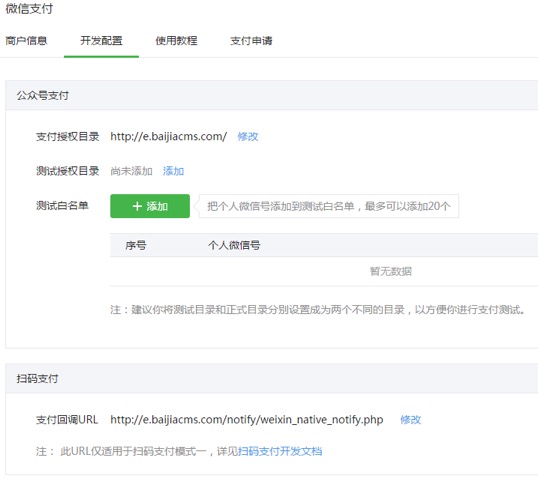 微信支付
商户信息 开发配置 使用教程 支付申请
公众号支付
支付授权目录 http://e.baijiacms.com/ 修改
测试授权目录 尚未添加 添加
测试白名单 + 添加 把个人微信号添加到测试白名单，最多可以添加20个
序号 个人微信号
暂无数据
注：建议你将测试目录和正式目录分别设置成为两个不同的目录，以方便你进行支付测试。
扫码支付
支付回调URL http://e.baijiacms.com/notify/weixin_native_notify.php 修改
注： 此URL仅适用于扫码支付模式一，详见扫码支付开发文档